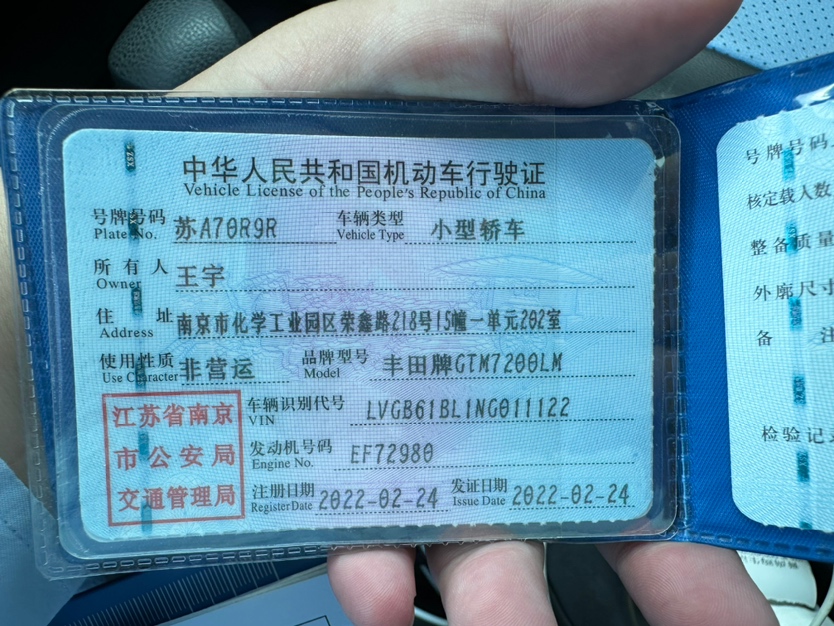 中华人民共和国机动车行驶证
Vehicle License of the People's Republic of China
号牌号码 苏A70R9R 车辆类型 小型轿车
Plate No. Vehicle Type
所有人 王宇
Owner
住址 南京市化学工业园区荣鑫路218号15幢一单元202室
Address
使用性质 非营运 品牌型号 丰田牌GTM7200LM
Use Character Model
江苏省南京
市公安局
交通管理局
车辆识别代号 LVGB61BL1NG011122
VIN
发动机号码 EF72980
Engine No.
注册日期 2022-02-24 发证日期 2022-02-24
Register Date Issue Date
号牌号码
核定载人数
整备质量
外廓尺寸
备 注
检验记录